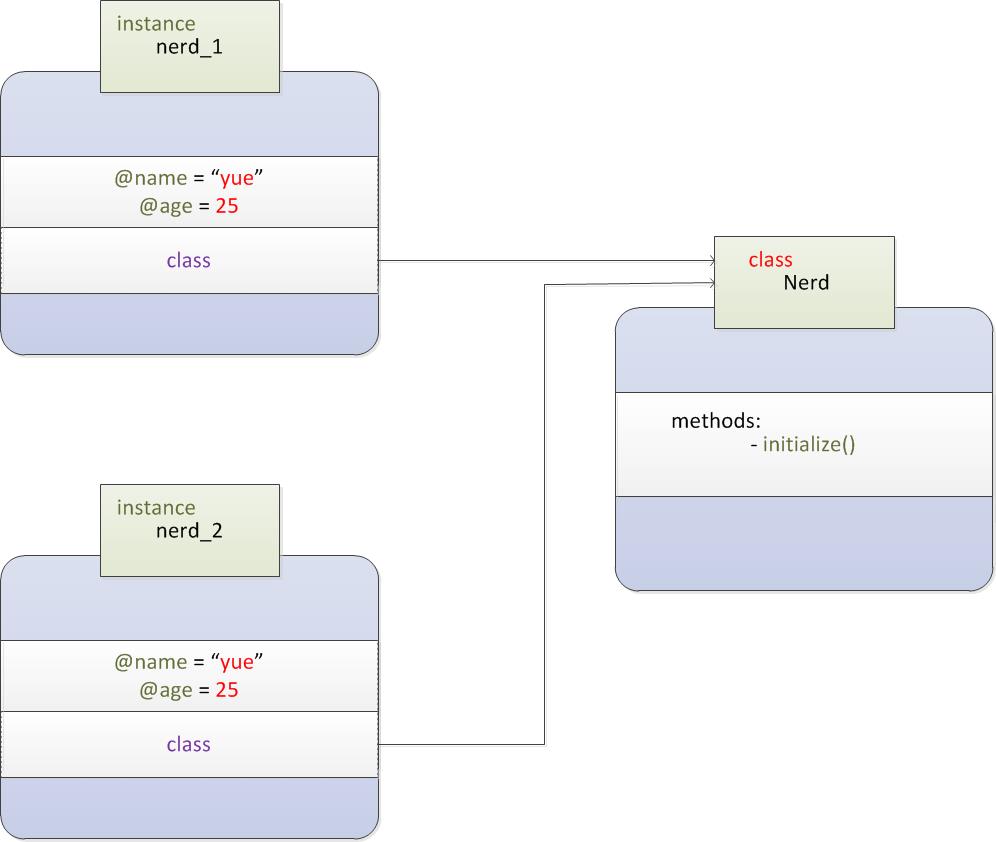 instance
nerd_1
@name = “yue”
@age = 25
class
class
Nerd
methods:
- initialize()
instance
nerd_2
@name = “yue”
@age = 25
class